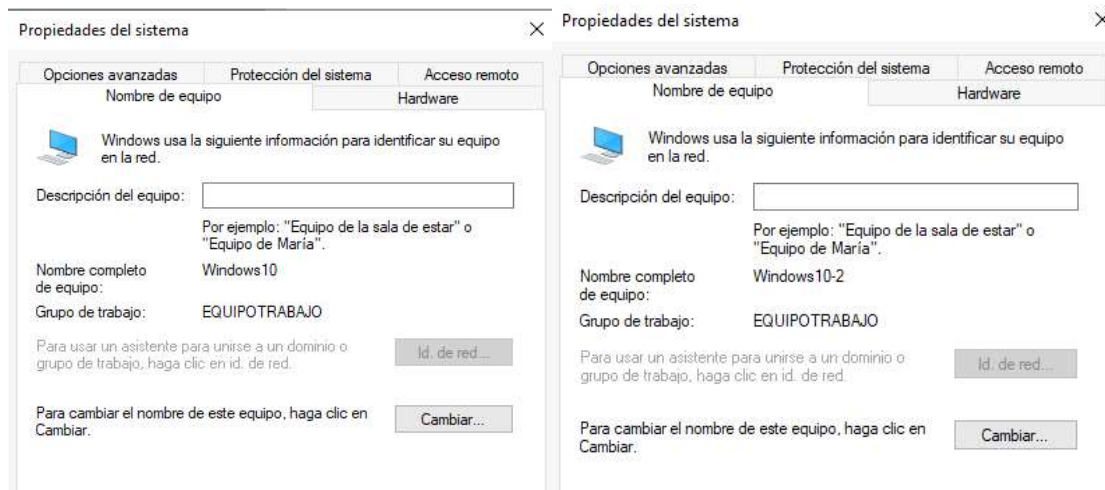 Propiedades del sistema
Opciones avanzadas Protección del sistema Acceso remoto
Nombre de equipo Hardware
Windows usa la siguiente información para identificar su equipo
en la red.
Descripción del equipo:
Por ejemplo: "Equipo de la sala de estar" o
"Equipo de María".
Nombre completo
de equipo:
Windows10
Grupo de trabajo: EQUIPOTRABAJO
Para usar un asistente para unirse a un dominio o
grupo de trabajo, haga clic en id. de red.
Id. de red...
Para cambiar el nombre de este equipo, haga clic en
Cambiar.
Cambiar...
Propiedades del sistema
Opciones avanzadas Protección del sistema Acceso remoto
Nombre de equipo Hardware
Windows usa la siguiente información para identificar su equipo
en la red.
Descripción del equipo:
Por ejemplo: "Equipo de la sala de estar" o
"Equipo de María".
Nombre completo
de equipo:
Windows10-2
Grupo de trabajo: EQUIPOTRABAJO
Para usar un asistente para unirse a un dominio o
grupo de trabajo, haga clic en id. de red.
Id. de red...
Para cambiar el nombre de este equipo, haga clic en
Cambiar.
Cambiar...